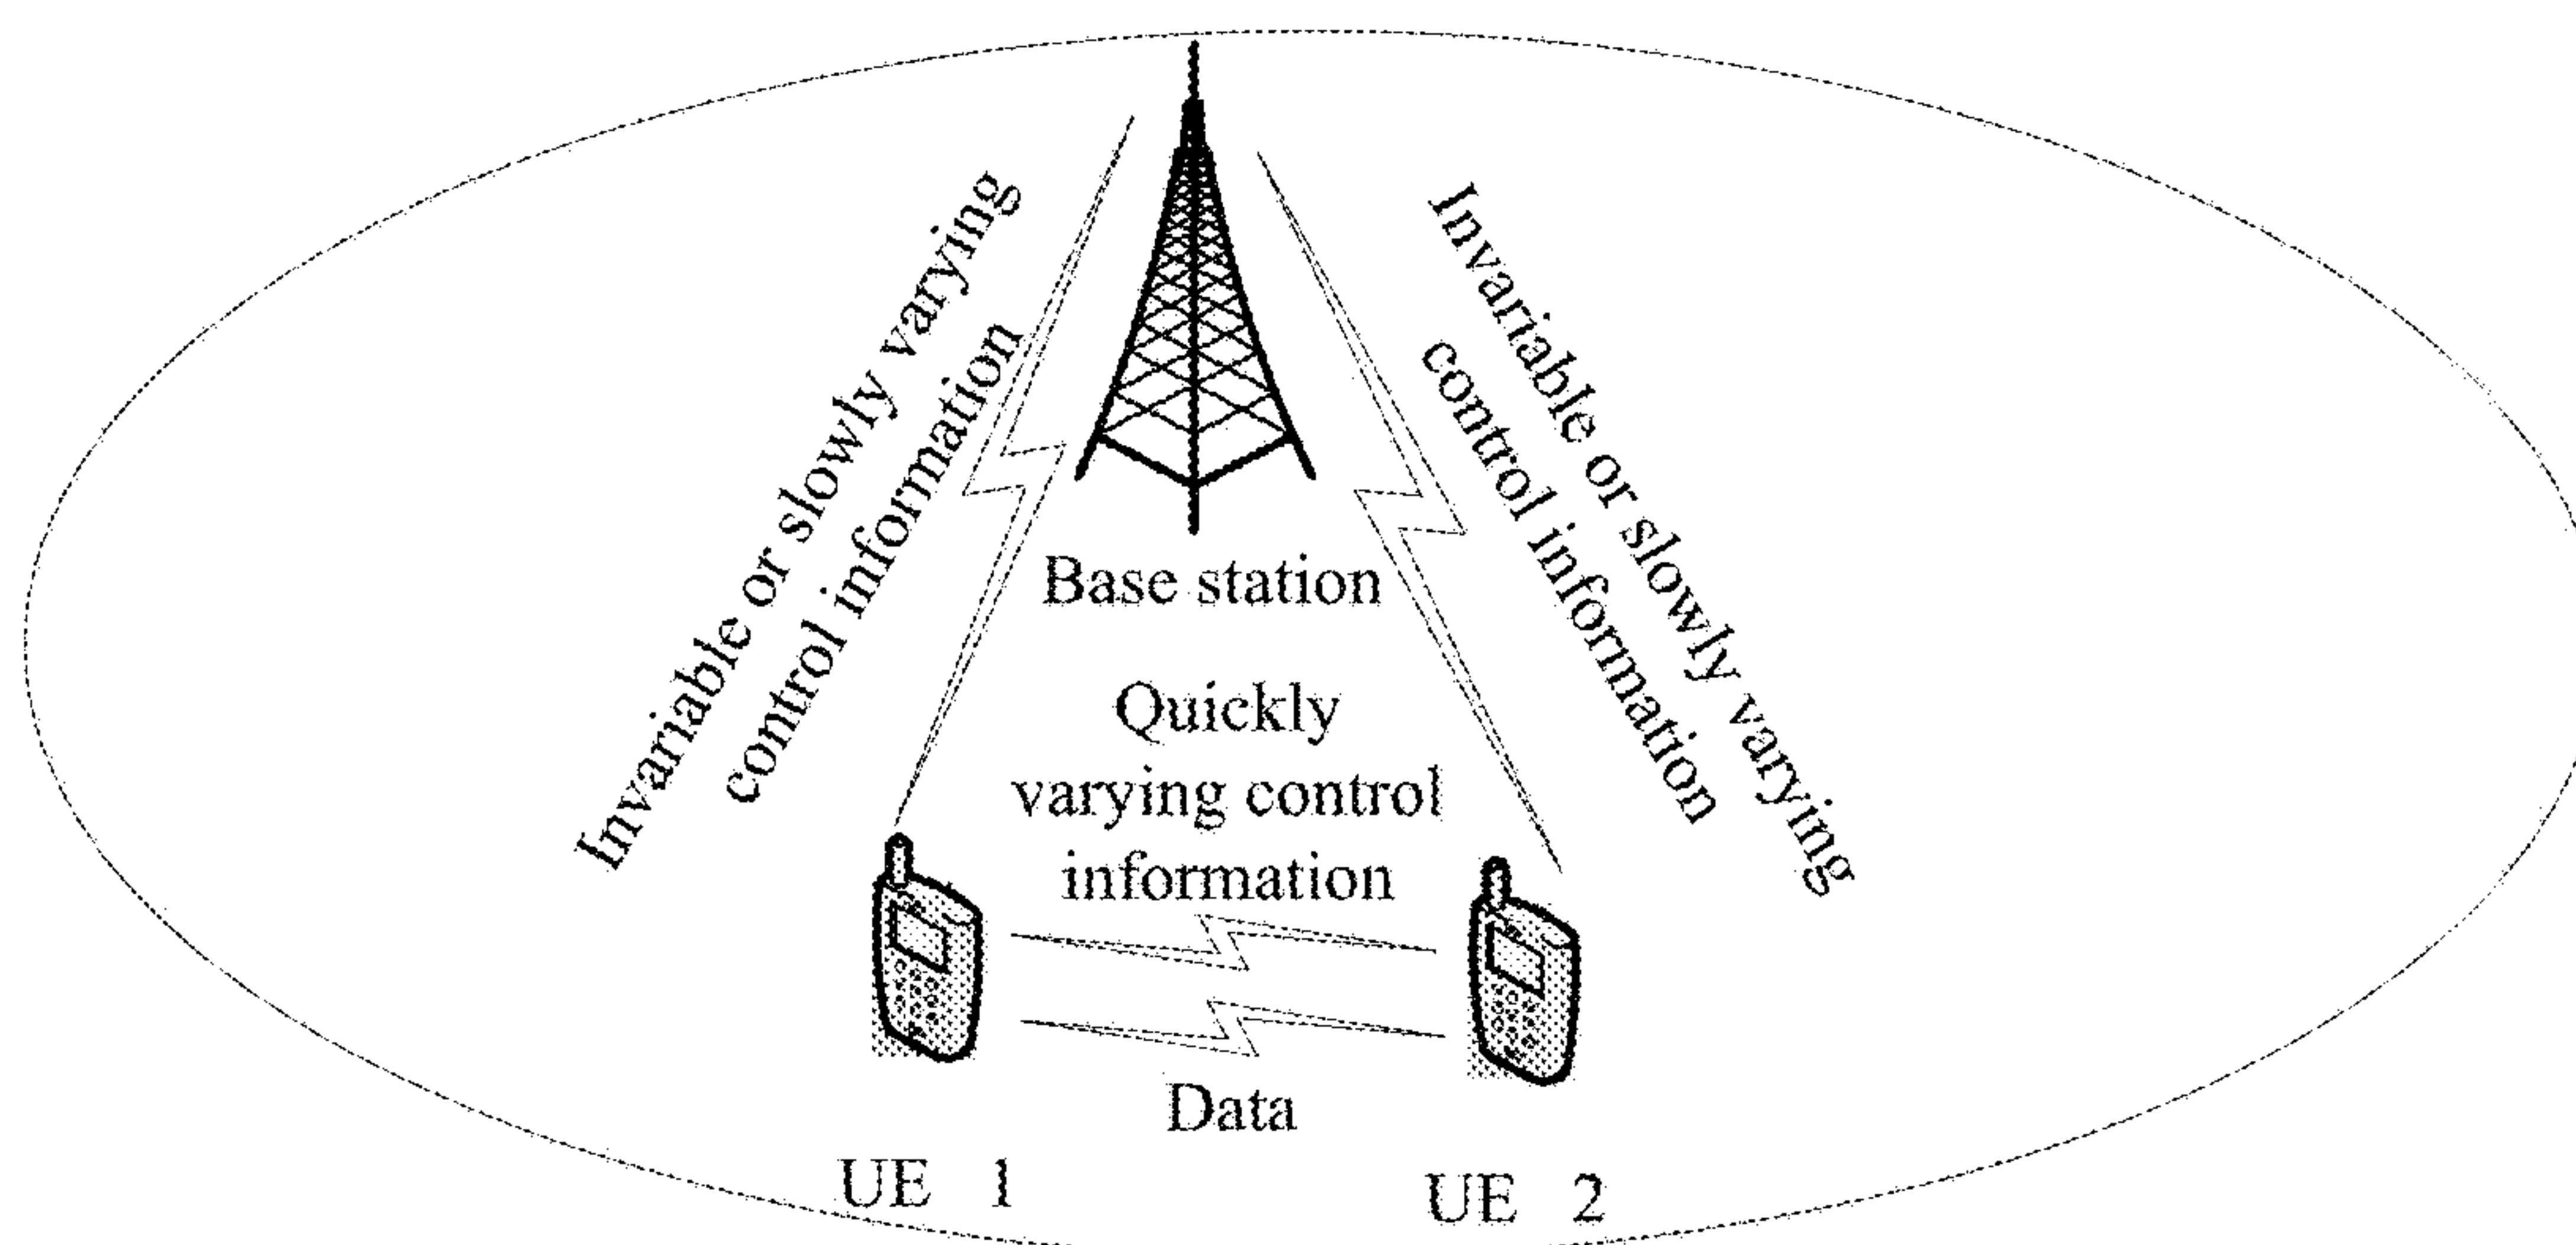 Invariable or slowly varying
control information
Invariable or slowly varying
control information
Base station
Quickly
varying control
information
Data
UE 1
UE 2